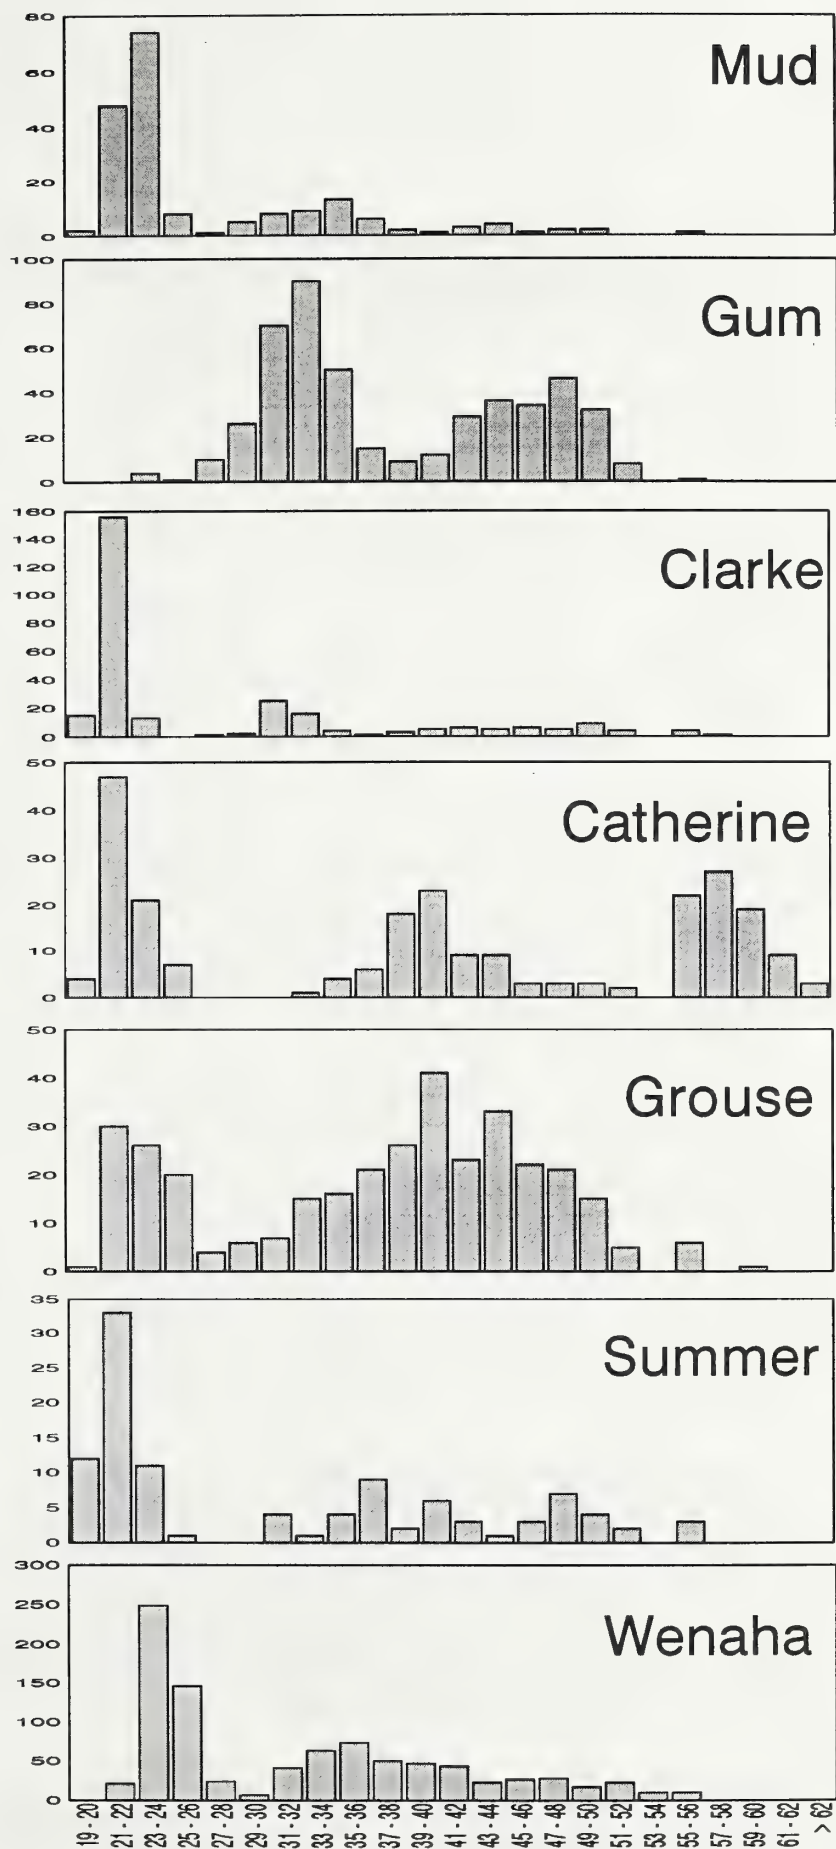 80
60
40
20
0
Mud
100
80
60
40
20
0
Gum
160
140
120
100
80
60
40
20
0
Clarke
50
40
30
20
10
0
Catherine
50
40
30
20
10
0
Grouse
35
30
25
20
15
10
5
0
Summer
300
250
200
150
100
50
0
Wenaha
19 - 20
21 - 22
23 - 24
25 - 26
27 - 28
29 - 30
31 - 32
33 - 34
35 - 36
37 - 38
39 - 40
41 - 42
43 - 44
45 - 46
47 - 48
49 - 50
51 - 52
53 - 54
55 - 56
57 - 58
59 - 60
61 - 62
> 62